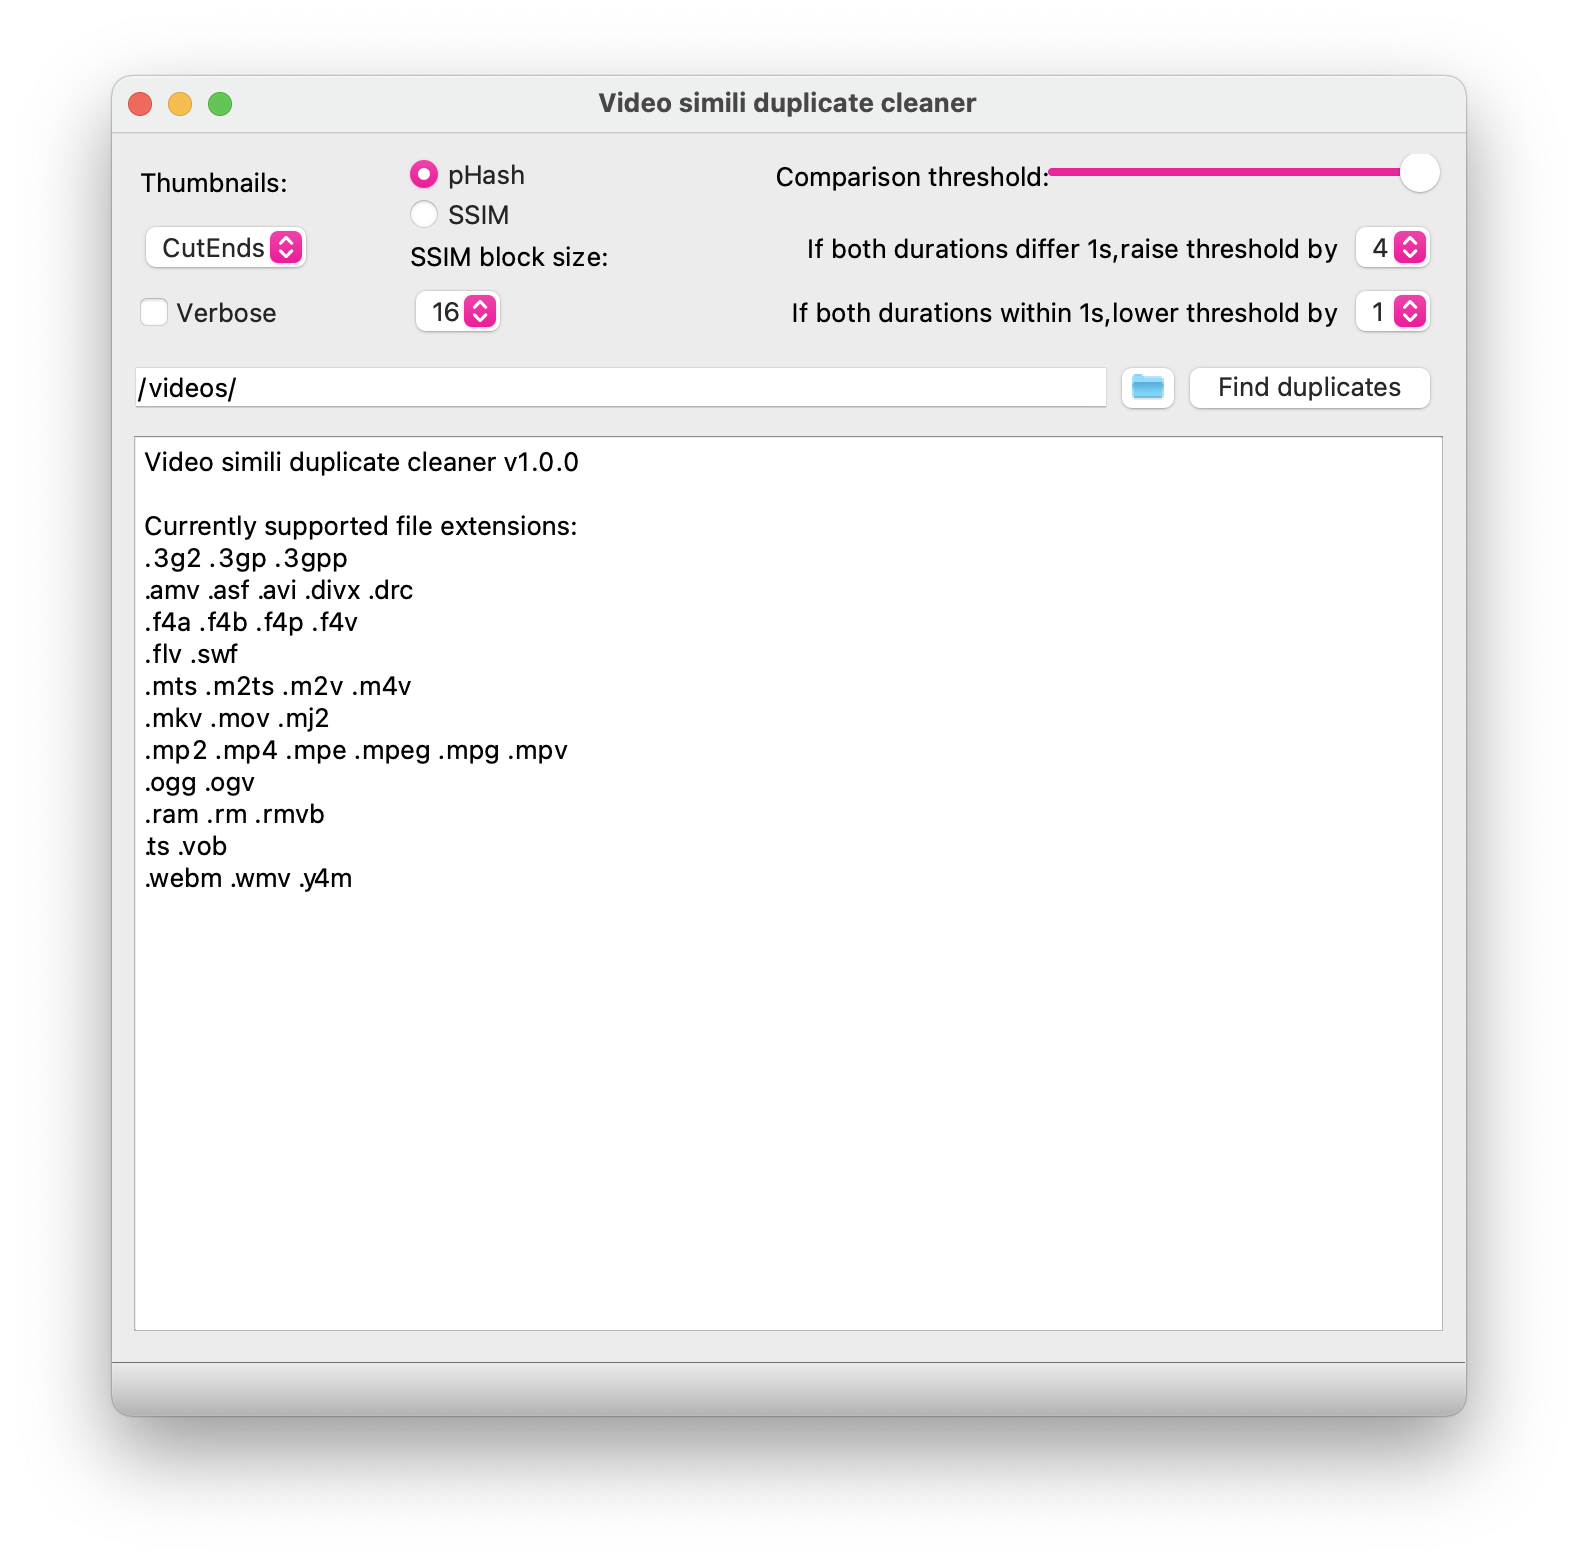 Video simili duplicate cleaner
Thumbnails:
CutEnds
Verbose
pHash
SSIM
SSIM block size:
16
Comparison threshold:
If both durations differ 1s,raise threshold by 4
If both durations within 1s,lower threshold by 1
/videos/
Find duplicates
Video simili duplicate cleaner v1.0.0
Currently supported file extensions:
.3g2 .3gp .3gpp
.amv .asf .avi .divx .drc
.f4a .f4b .f4p .f4v
.flv .swf
.mts .m2ts .m2v .m4v
.mkv .mov .mj2
.mp2 .mp4 .mpe .mpeg .mpg .mpv
.ogg .ogv
.ram .rm .rmvb
.ts .vob
.webm .wmv .y4m